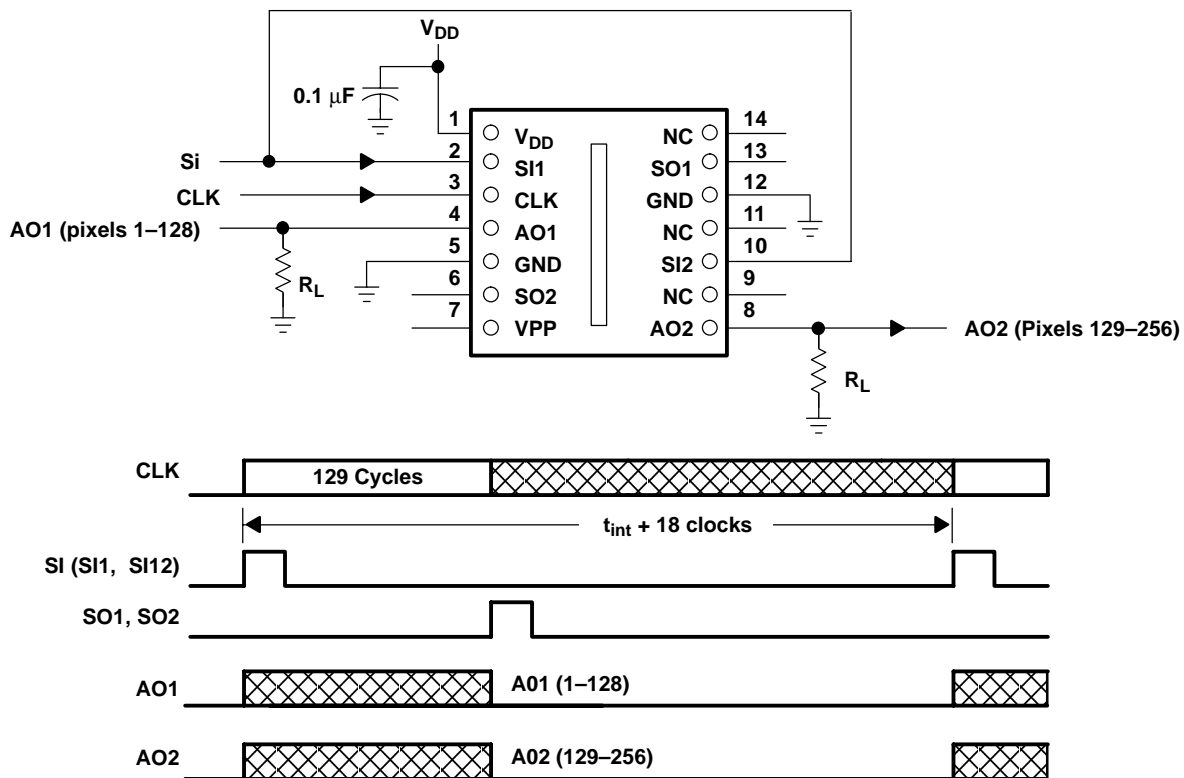 VDD
0.1 μF
Si
CLK
AO1 (pixels 1–128)
RL
1
2
3
4
5
6
7
VDD
SI1
CLK
AO1
GND
SO2
VPP
NC
SO1
GND
NC
SI2
NC
AO2
14
13
12
11
10
9
8
AO2 (Pixels 129–256)
RL
CLK
129 Cycles
tint + 18 clocks
SI (SI1, SI12)
SO1, SO2
AO1
A01 (1–128)
AO2
A02 (129–256)